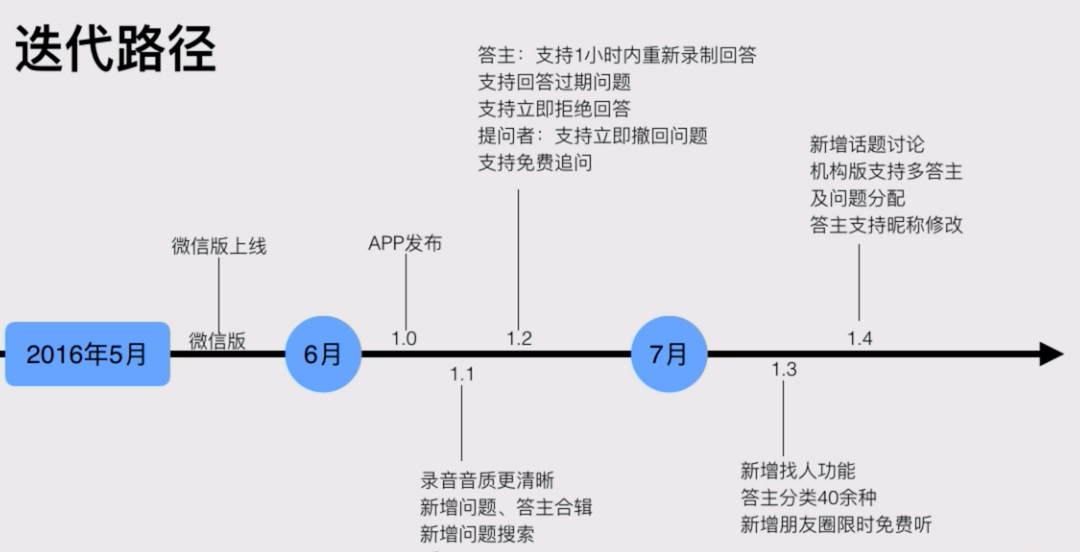 迭代路径
答主：支持1小时内重新录制回答
支持回答过期问题
支持立即拒绝回答
提问者：支持立即撤回问题
支持免费追问
新增话题讨论
机构版支持多答主
及问题分配
答主支持昵称修改
微信版上线
APP发布
微信版
1.0
1.2
1.4
2016年5月
6月
7月
1.1
1.3
录音音质更清晰
新增问题、答主合辑
新增问题搜索
新增找人功能
答主分类40余种
新增朋友圈限时免费听